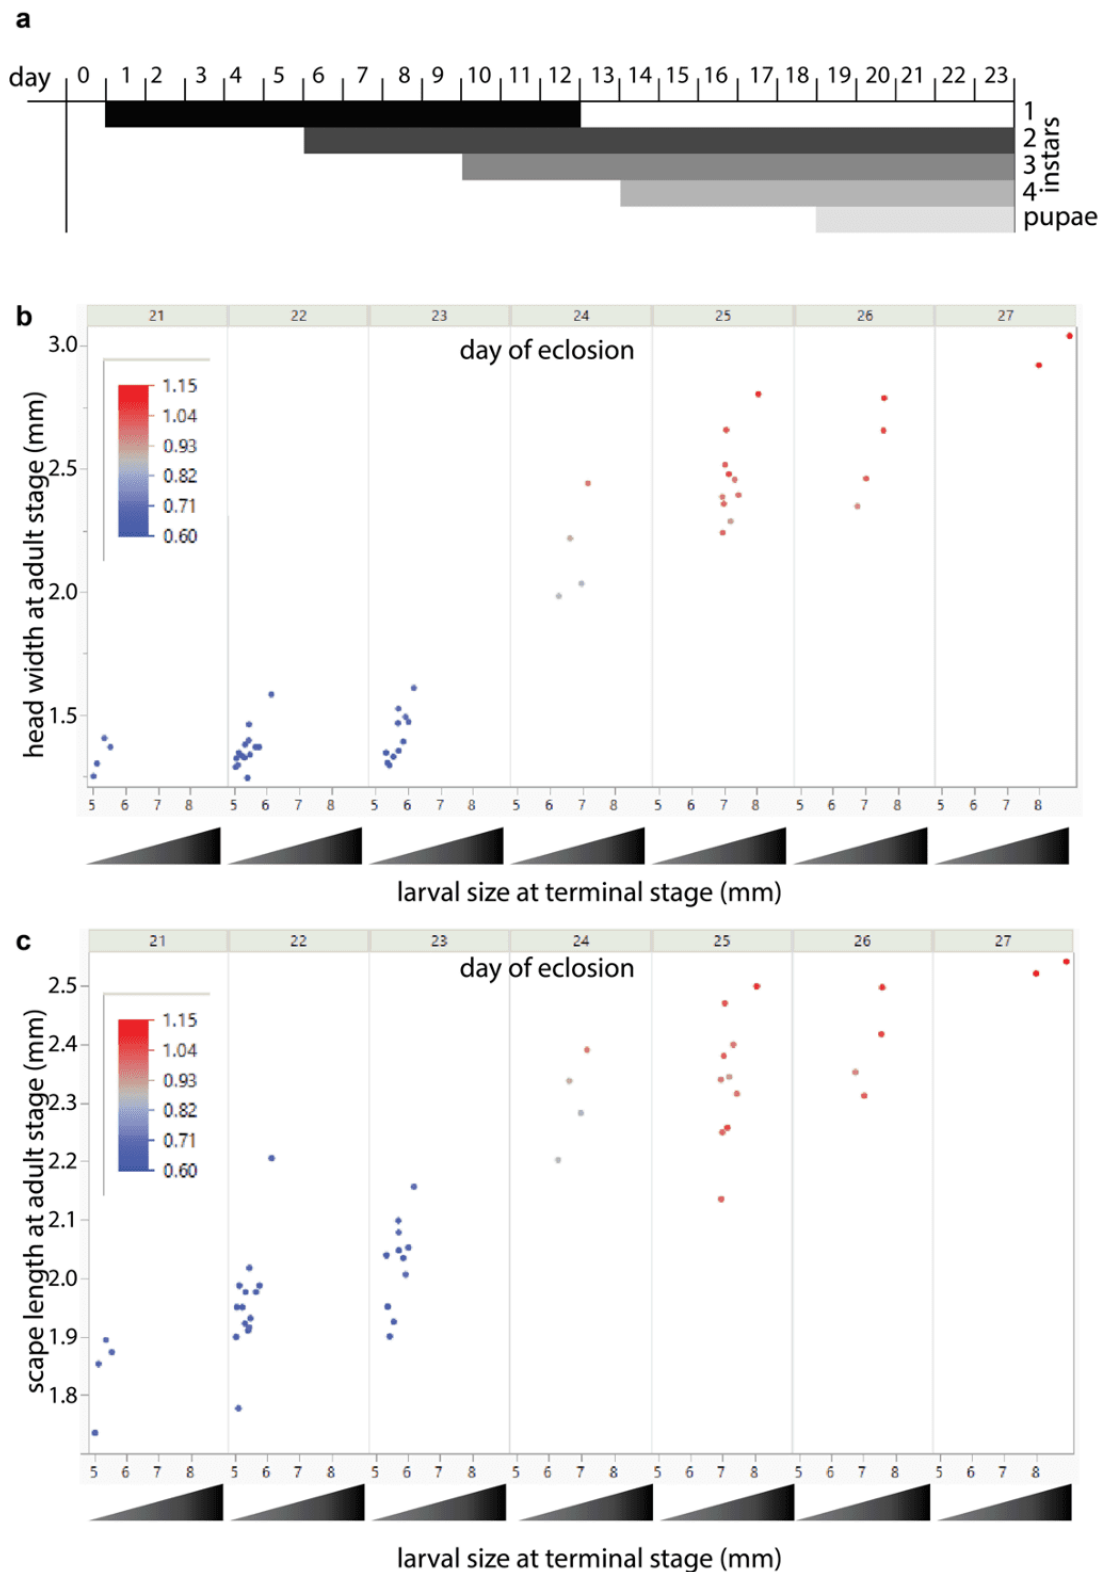 a
day 0 1 2 3 4 5 6 7 8 9 10 11 12 13 14 15 16 17 18 19 20 21 22 23
1
2
3
4
instars
pupae
b
21 22 23 24 25 26 27
day of eclosion
head width at adult stage (mm)
3.0
2.5
2.0
1.5
1.15
1.04
0.93
0.82
0.71
0.60
5 6 7 8 5 6 7 8 5 6 7 8 5 6 7 8 5 6 7 8 5 6 7 8 5 6 7 8
larval size at terminal stage (mm)
c
21 22 23 24 25 26 27
day of eclosion
scape length at adult stage (mm)
2.5
2.4
2.3
2.2
2.1
2.0
1.9
1.8
1.15
1.04
0.93
0.82
0.71
0.60
5 6 7 8 5 6 7 8 5 6 7 8 5 6 7 8 5 6 7 8 5 6 7 8 5 6 7 8
larval size at terminal stage (mm)